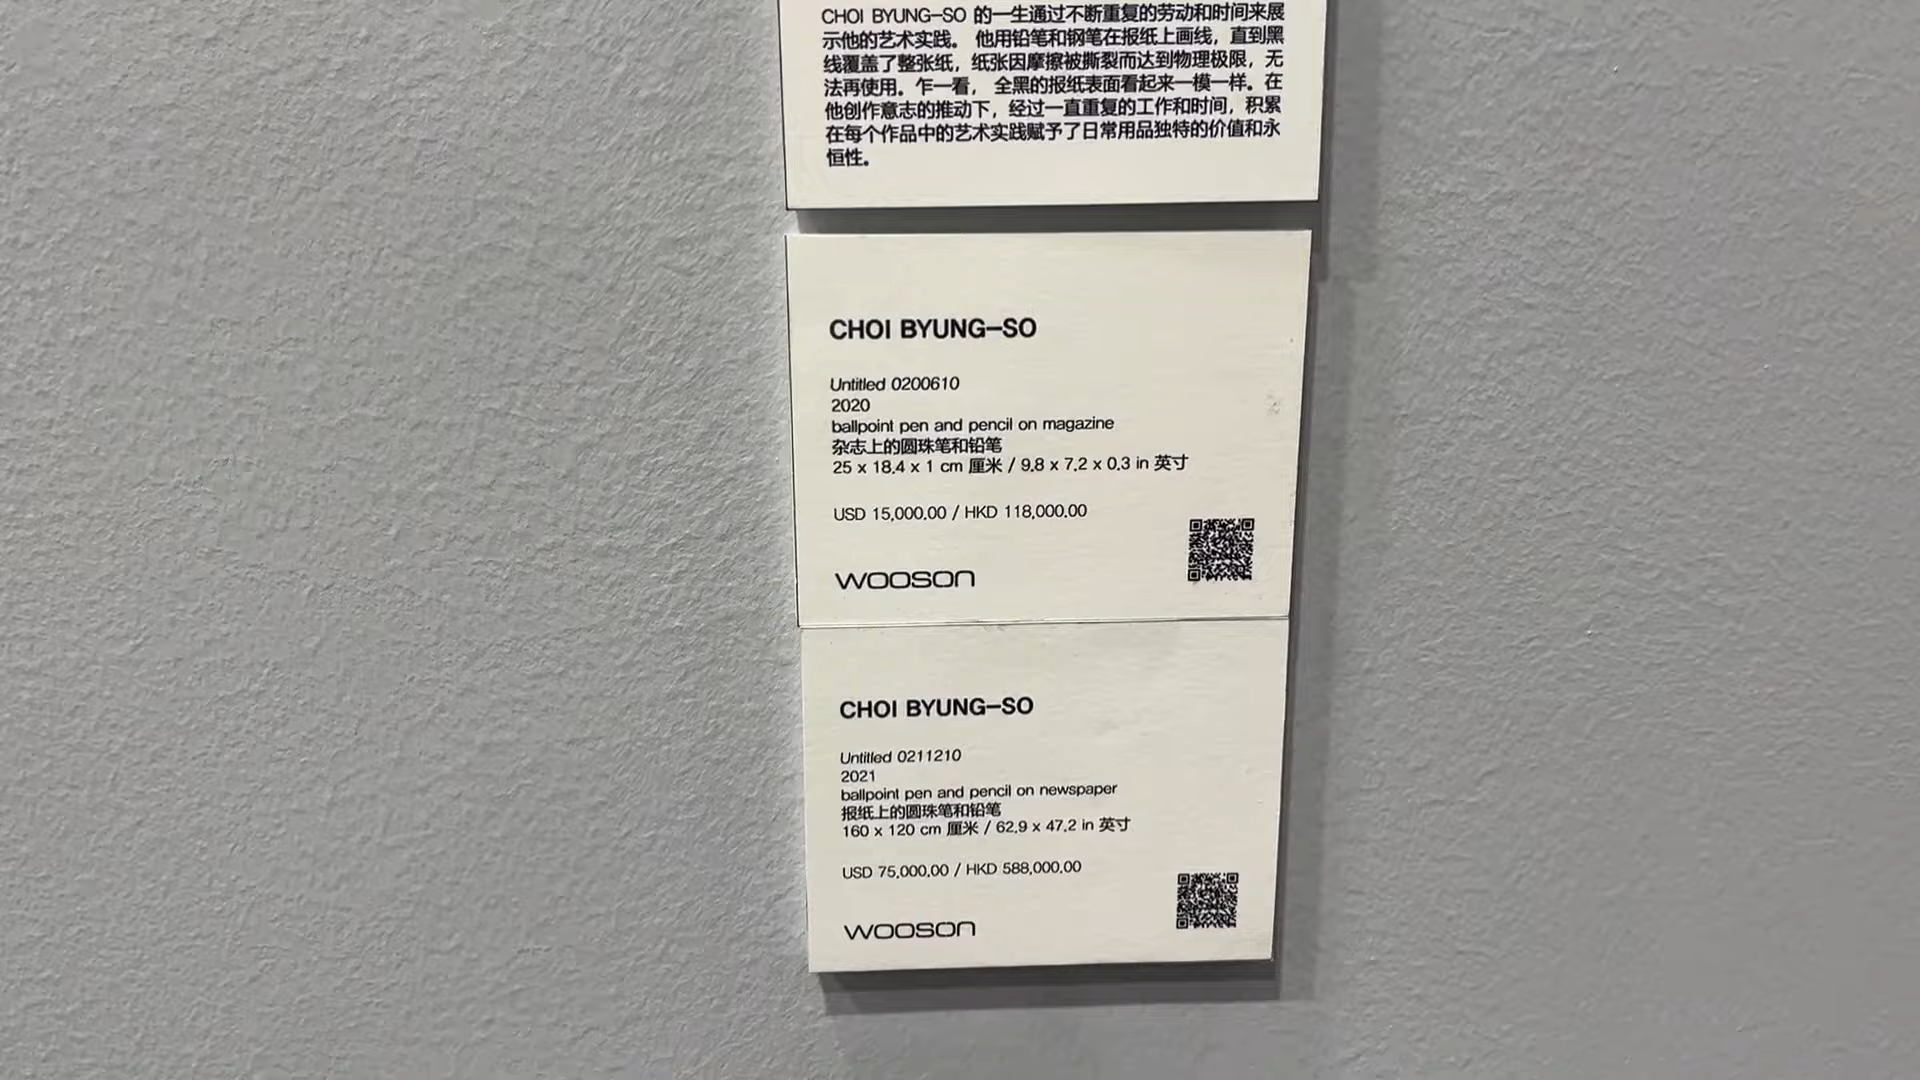 CHOI BYUNG-SO 的一生通过不断重复的劳动和时间来展
示他的艺术实践。 他用铅笔和钢笔在报纸上画线，直到黑
线覆盖了整张纸，纸张因摩擦被撕裂而达到物理极限，无
法再使用。乍一看， 全黑的报纸表面看起来一模一样。在
他创作意志的推动下，经过一直重复的工作和时间，积累
在每个作品中的艺术实践赋予了日常用品独特的价值和永
恒性。
CHOI BYUNG-SO
Untitled 0200610
2020
ballpoint pen and pencil on magazine
杂志上的圆珠笔和铅笔
25 x 18.4 x 1 cm 厘米 / 9.8 x 7.2 x 0.3 in 英寸
USD 15,000.00 / HKD 118,000.00
WOOSON
CHOI BYUNG-SO
Untitled 0211210
2021
ballpoint pen and pencil on newspaper
报纸上的圆珠笔和铅笔
160 x 120 cm 厘米 / 62.9 x 47.2 in 英寸
USD 75,000.00 / HKD 588,000.00
WOOSON